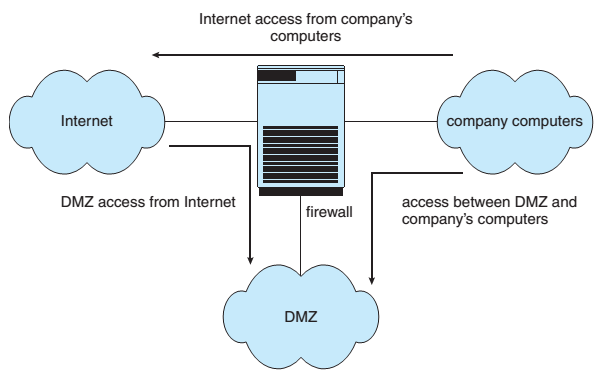 Internet access from company's
computers
Internet
company computers
DMZ access from Internet
access between DMZ and
company's computers
firewall
DMZ